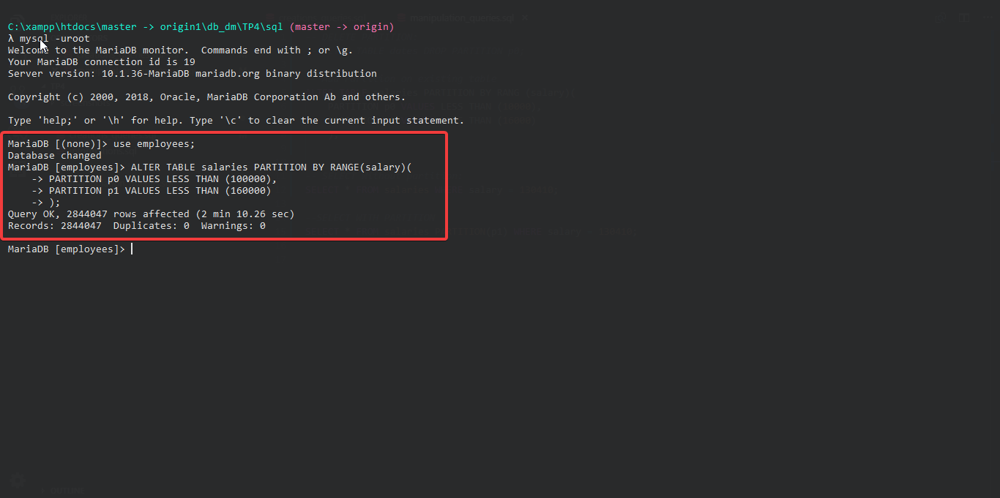 C:\xampp\htdocs\master -> origin1\db_dm\TP4\sql (master -> origin)
λ mysql -uroot
Welcome to the MariaDB monitor.  Commands end with ; or \g.
Your MariaDB connection id is 19
Server version: 10.1.36-MariaDB mariadb.org binary distribution
Copyright (c) 2000, 2018, Oracle, MariaDB Corporation Ab and others.
Type 'help;' or '\h' for help. Type '\c' to clear the current input statement.
MariaDB [(none)]> use employees;
Database changed
MariaDB [employees]> ALTER TABLE salaries PARTITION BY RANGE(salary)(
    -> PARTITION p0 VALUES LESS THAN (100000),
    -> PARTITION p1 VALUES LESS THAN (160000)
    -> );
Query OK, 2844047 rows affected (2 min 10.26 sec)
Records: 2844047  Duplicates: 0  Warnings: 0
MariaDB [employees]>